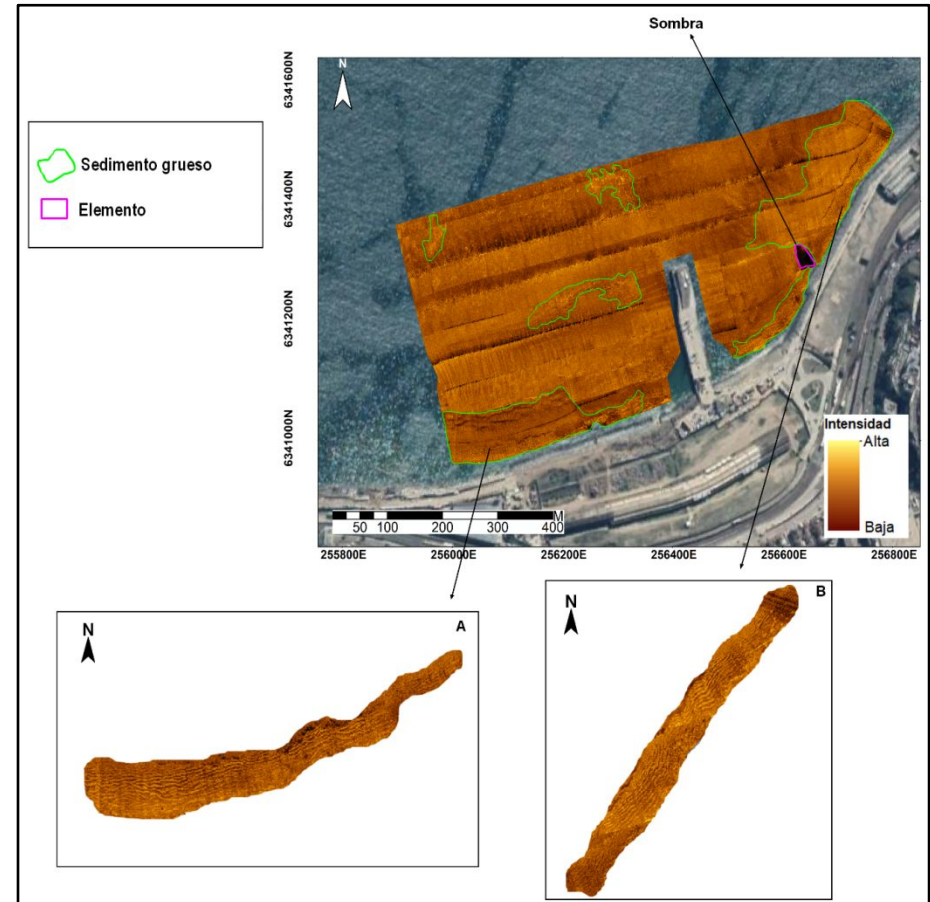 Sombra
N
6341600N
6341400N
6341200N
6341000N
Sedimento grueso
Elemento
Intensidad
Alta
Baja
M
50 100 200 300 400
255800E 256000E 256200E 256400E 256600E 256800E
N
A
N
B